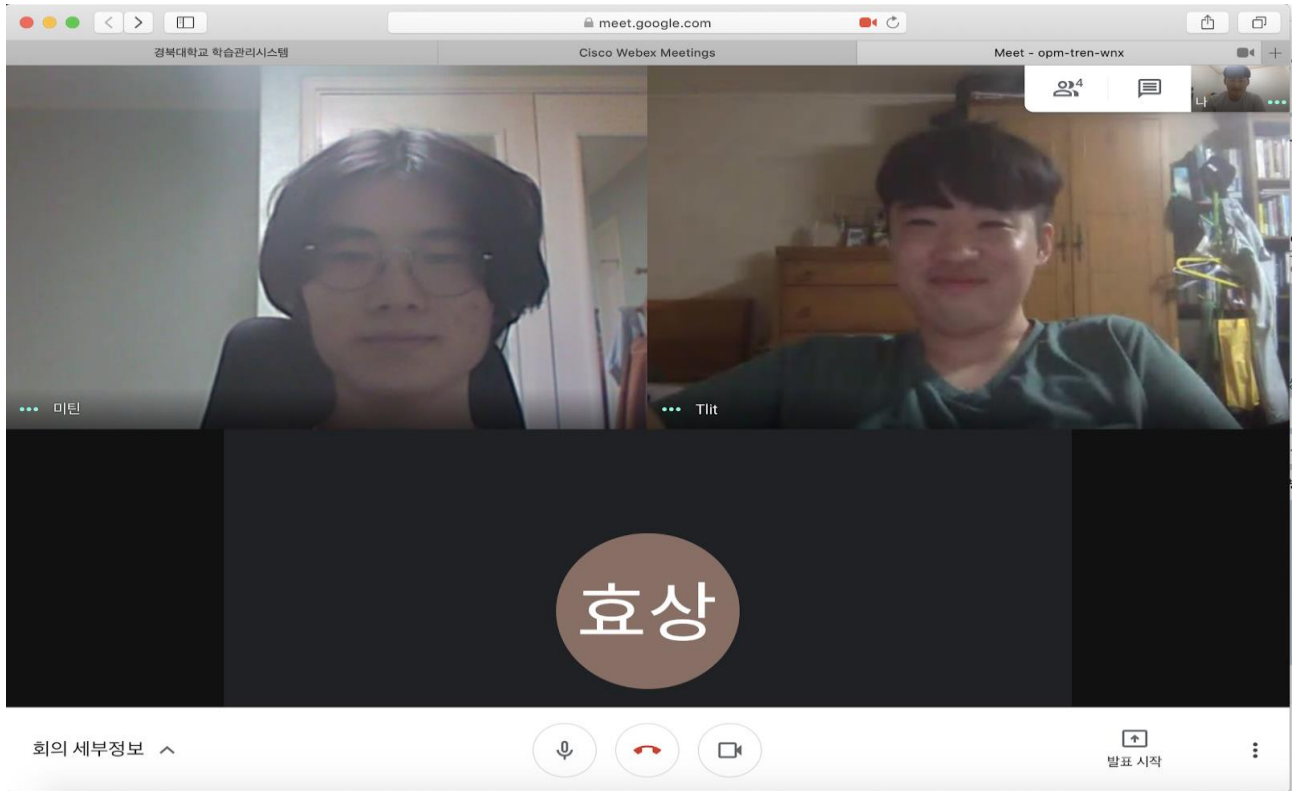 meet.google.com
경북대학교 학습관리시스템
Cisco Webex Meetings
Meet - opm-tren-wnx
4
나
미틴
Tlit
효상
회의 세부정보
발표 시작